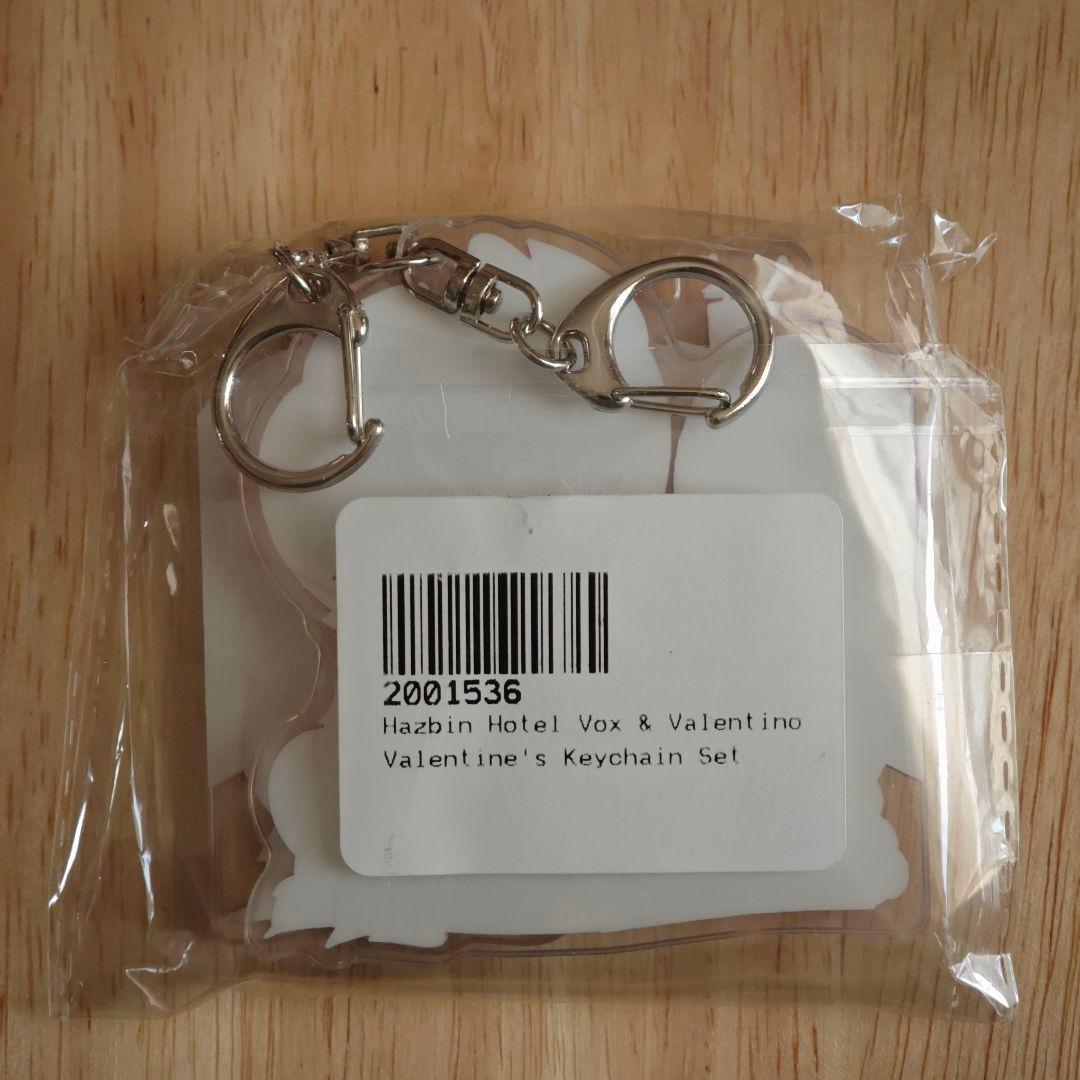 2001536
Hazbin Hotel Vox & Valentino
Valentine's Keychain Set